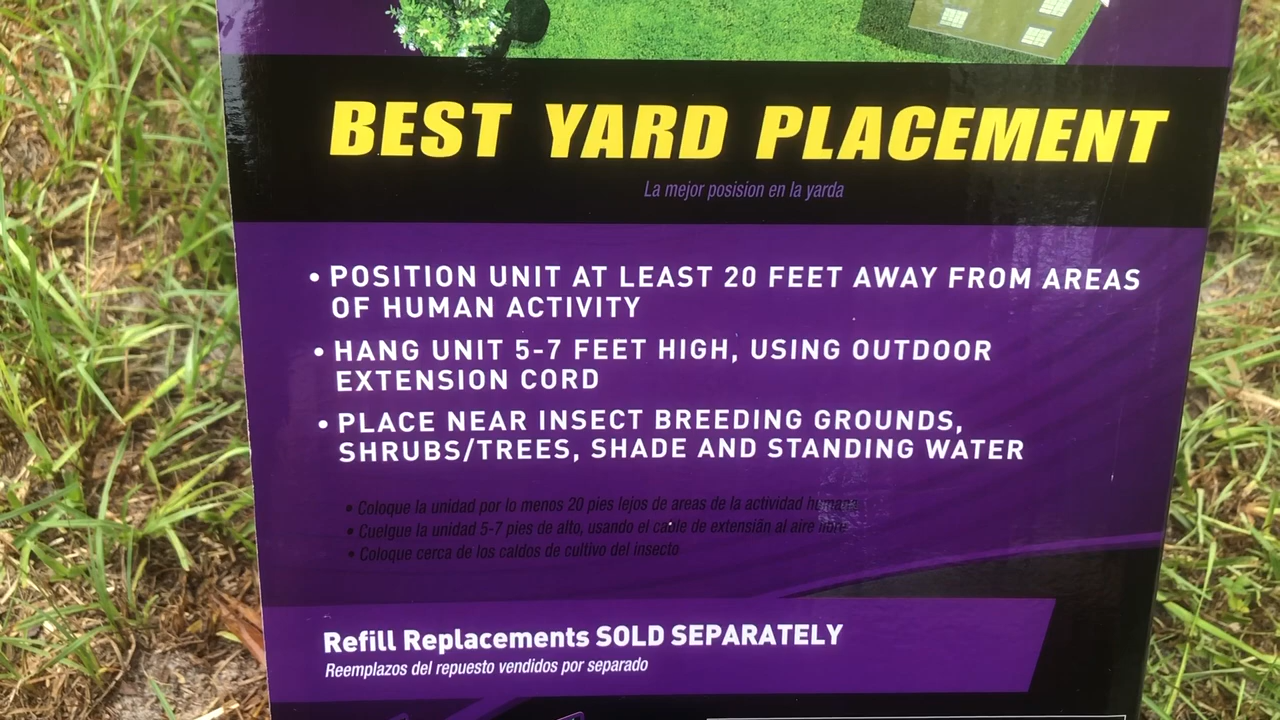 BEST YARD PLACEMENT
La mejor posision en la yarda
• POSITION UNIT AT LEAST 20 FEET AWAY FROM AREAS
OF HUMAN ACTIVITY
• HANG UNIT 5-7 FEET HIGH, USING OUTDOOR
EXTENSION CORD
• PLACE NEAR INSECT BREEDING GROUNDS,
SHRUBS/TREES, SHADE AND STANDING WATER
• Coloque la unidad por lo menos 20 pies lejos de areas de la actividad humana
• Cuelgue la unidad 5-7 pies de alto, usando el cable de extensiân al aire libre
• Coloque cerca de los caldos de cultivo del insecto
Refill Replacements SOLD SEPARATELY
Reemplazos del repuesto vendidos por separado